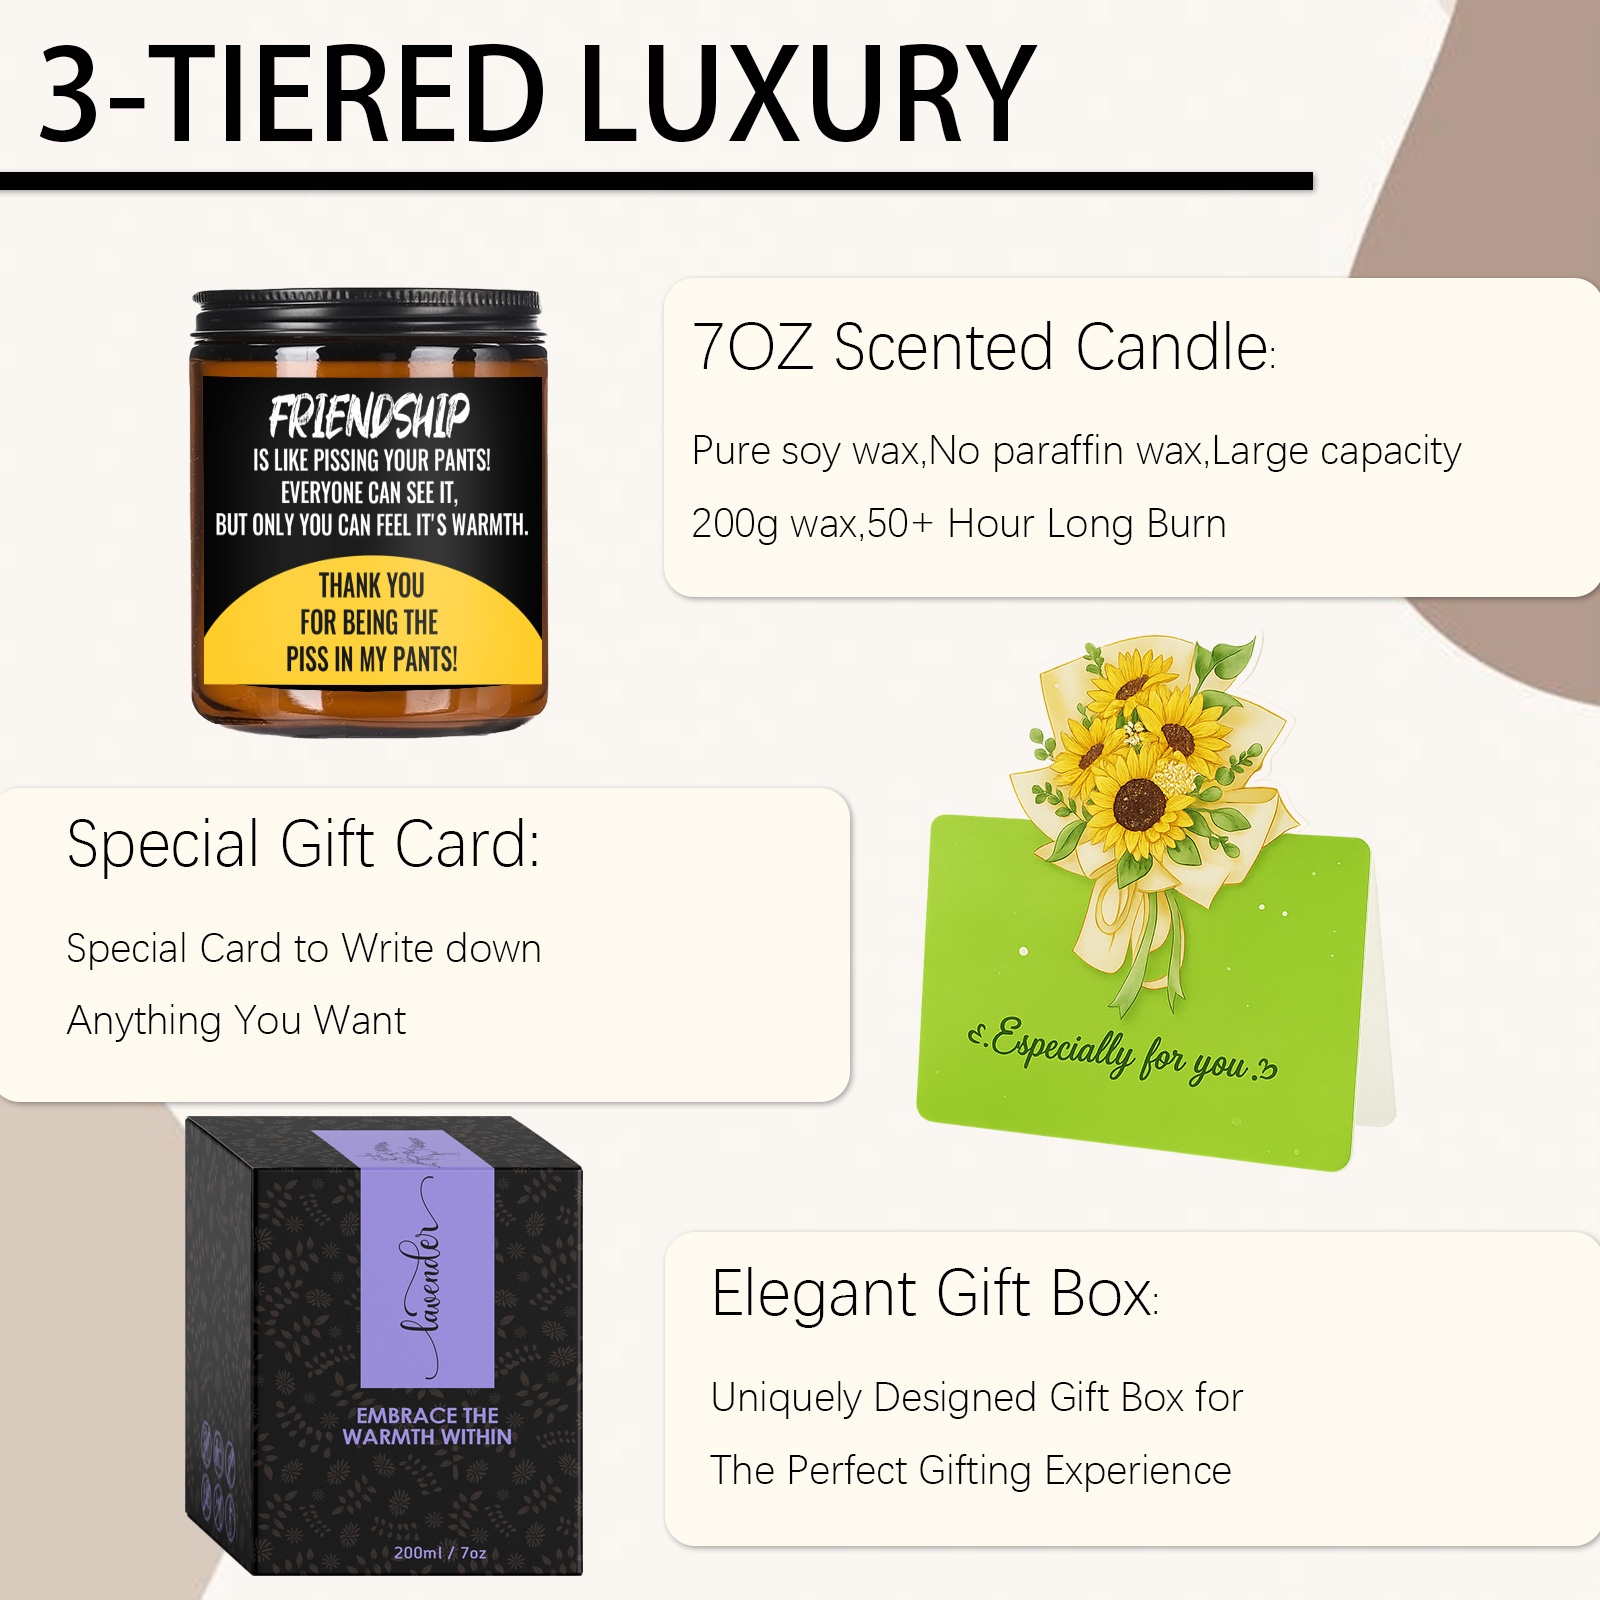 3-TIERED LUXURY
FRIENDSHIP
IS LIKE PISSING YOUR PANTS!
EVERYONE CAN SEE IT,
BUT ONLY YOU CAN FEEL IT'S WARMTH.
THANK YOU
FOR BEING THE
PISS IN MY PANTS!
7OZ Scented Candle:
Pure soy wax,No paraffin wax,Large capacity
200g wax,50+ Hour Long Burn
Special Gift Card:
Special Card to Write down
Anything You Want
Especially for you
lavender
EMBRACE THE
WARMTH WITHIN
200ml / 7oz
Elegant Gift Box:
Uniquely Designed Gift Box for
The Perfect Gifting Experience